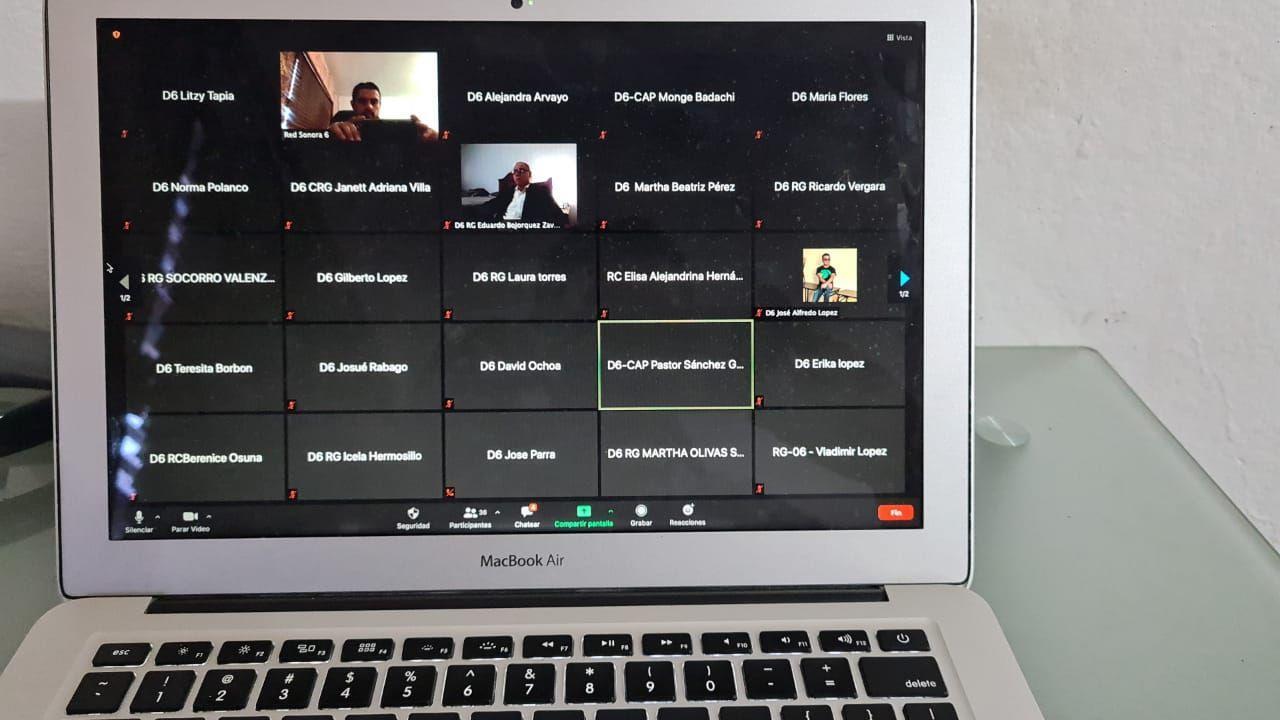 Vista
D6 Litzy Tapia
Red Sonora 6
D6 Alejandra Arvayo
D6-CAP Monge Badachi
D6 Maria Flores
D6 Norma Polanco
D6 CRG Janett Adriana Villa
D6 RG Eduardo Bojorquez Zav...
D6 Martha Beatriz Pérez
D6 RG Ricardo Vergara
RG SOCORRO VALENZ...
D6 Gilberto Lopez
D6 RG Laura torres
RC Elisa Alejandrina Herná...
D6 José Alfredo Lopez
1/2
1/2
D6 Teresita Borbon
D6 Josué Rabago
D6 David Ochoa
D6-CAP Pastor Sánchez G...
D6 Erika lopez
D6 RCBerenice Osuna
D6 RG Icela Hermosillo
D6 Jose Parra
D6 RG MARTHA OLIVAS S...
RG-06 - Vladimir Lopez
Silenciar
Parar Video
Seguridad
Participantes
38
Chatear
Compartir pantalla
Grabar
Reacciones
Fin
MacBook Air
esc F1 F2 F3 F4 F5 F6 F7 F8 F9 F10 F11 F12
~ ! @ # $ % ^ & * ( ) - +
1 2 3 4 5 6 7 8 9 0 - = delete